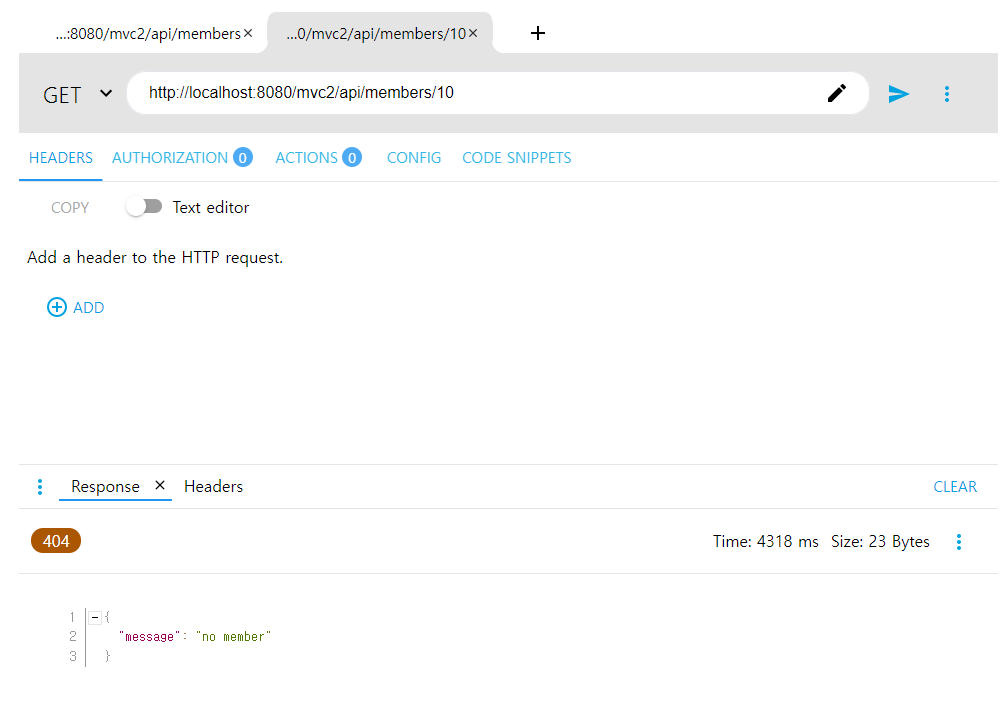 ...:8080/mvc2/api/members× ...0/mvc2/api/members/10× +
GET http://localhost:8080/mvc2/api/members/10
HEADERS AUTHORIZATION 0 ACTIONS 0 CONFIG CODE SNIPPETS
COPY Text editor
Add a header to the HTTP request.
ADD
Response × Headers CLEAR
404 Time: 4318 ms Size: 23 Bytes
1 {
2 "message": "no member"
3 }